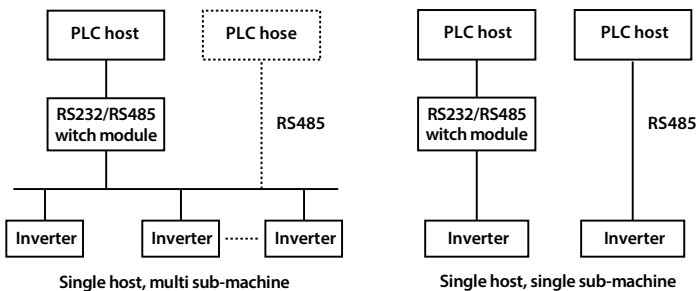 PLC host
PLC hose
RS232/RS485
witch module
RS485
Inverter
Inverter
Inverter
Single host, multi sub-machine
PLC host
PLC host
RS232/RS485
witch module
RS485
Inverter
Inverter
Single host, single sub-machine